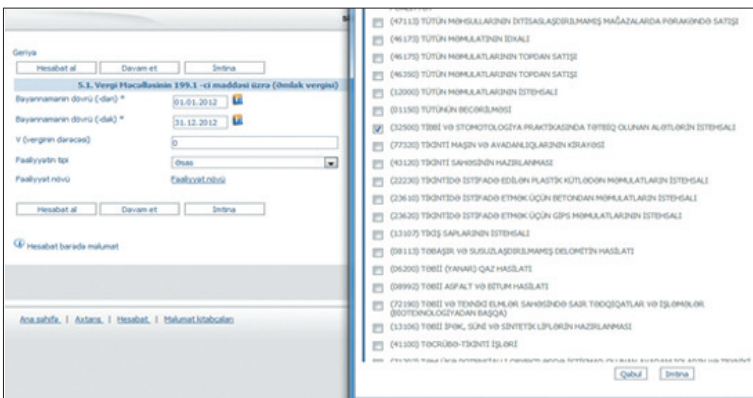 Geriyə
Hesabat al Davam et İmtina
5.1. Vergi Məcəlləsinin 199.1 -ci maddəsi üzrə (Əmlak vergisi)
Bəyannamənin dövrü (-dən) * 01.01.2012
Bəyannamənin dövrü (-dək) * 31.12.2012
V (verginin dərəcəsi) 0
Fəaliyyətin tipi Əsas
Fəaliyyət növü Fəaliyyət növü
Hesabat al Davam et İmtina
Hesabat barədə məlumat
Ana səhifə | Axtarış | Hesabat | Məlumat kitabçaları
(47113) TÜTÜN MƏHSULLARININ İXTİSASLAŞDIRILMAMIŞ MAĞAZALARDA PƏRAKƏNDƏ SATIŞI
(46173) TÜTÜN MƏMULATININ İDXALI
(46175) TÜTÜN MƏMULATLARININ TOPDAN SATIŞI
(46350) TÜTÜN MƏMULATLARININ TOPDAN SATIŞI
(12000) TÜTÜN MƏMULATLARININ İSTEHSALI
(01150) TÜTÜNÜN BECƏRİLMƏSİ
(32500) TİBBİ VƏ STOMOTOLOGİYA PRAKTİKASINDA TƏTBİQ OLUNAN ALƏTLƏRİN İSTEHSALI
(77320) TİKİNTİ MAŞIN VƏ AVADANLIQLARININ KİRAYƏSİ
(43120) TİKİNTİ SAHƏSİNİN HAZIRLANMASI
(22230) TİKİNTİDƏ İSTİFADƏ EDİLƏN PLASTİK KÜTLƏDƏN MƏMULATLARIN İSTEHSALI
(23610) TİKİNTİDƏ İSTİFADƏ ETMƏK ÜÇÜN BETONDAN MƏMULATLARIN İSTEHSALI
(23620) TİKİNTİDƏ İSTİFADƏ ETMƏK ÜÇÜN GİPS MƏMULATLARININ İSTEHSALI
(13107) TİKİŞ SAPLARININ İSTEHSALI
(08113) TƏBAŞİR VƏ SUSUZLAŞDIRILMAMIŞ DELOMİTİN HASİLATI
(06200) TƏBİİ (YANAR) QAZ HASİLATI
(08992) TƏBİİ ASFALT VƏ BİTUM HASİLATI
(72190) TƏBİİ VƏ TEXNİKİ ELMLƏR SAHƏSİNDƏ SAİR TƏDQİQATLAR VƏ İŞLƏMƏLƏR
(BİOTEXNOLOGİYADAN BAŞQA)
(13106) TƏBİİ İPƏK, SÜNİ VƏ SİNTETİK LİFLƏRİN HAZIRLANMASI
(41100) TƏCRÜBƏ-TİKİNTİ İŞLƏRİ
Qəbul İmtina